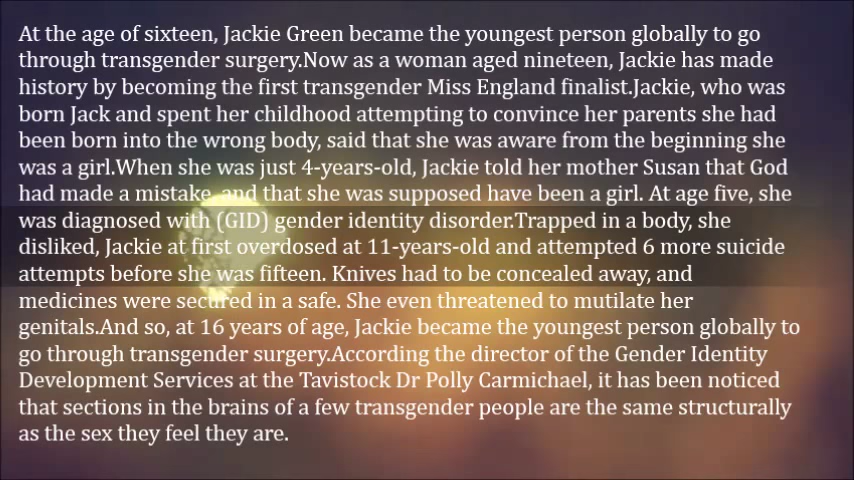 At the age of sixteen, Jackie Green became the youngest person globally to go
through transgender surgery.Now as a woman aged nineteen, Jackie has made
history by becoming the first transgender Miss England finalist.Jackie, who was
born Jack and spent her childhood attempting to convince her parents she had
been born into the wrong body, said that she was aware from the beginning she
was a girl.When she was just 4-years-old, Jackie told her mother Susan that God
had made a mistake, and that she was supposed have been a girl. At age five, she
was diagnosed with (GID) gender identity disorder.Trapped in a body, she
disliked, Jackie at first overdosed at 11-years-old and attempted 6 more suicide
attempts before she was fifteen. Knives had to be concealed away, and
medicines were secured in a safe. She even threatened to mutilate her
genitals.And so, at 16 years of age, Jackie became the youngest person globally to
go through transgender surgery.According the director of the Gender Identity
Development Services at the Tavistock Dr Polly Carmichael, it has been noticed
that sections in the brains of a few transgender people are the same structurally
as the sex they feel they are.